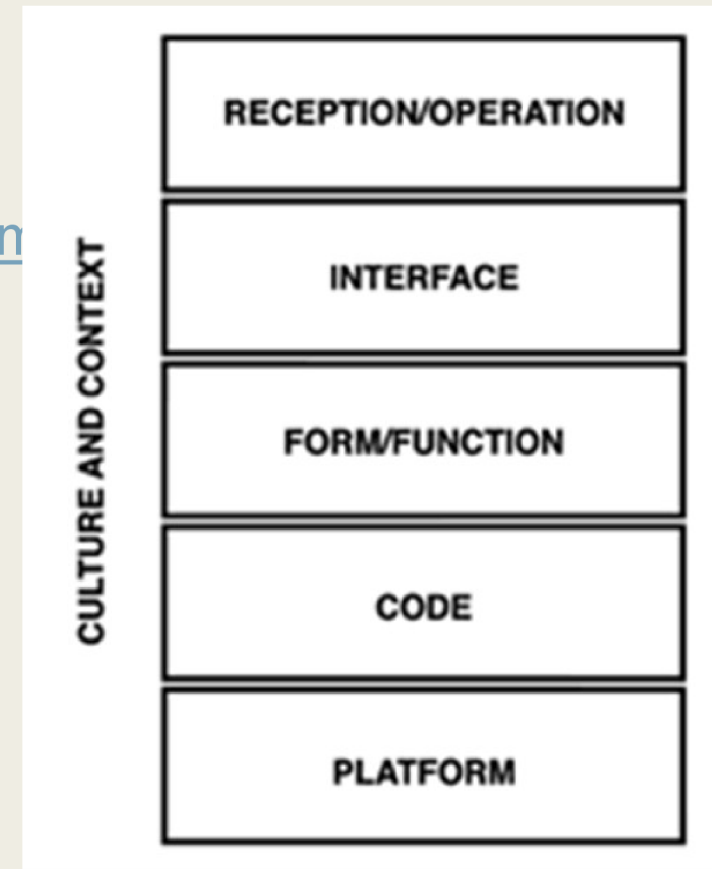 RECEPTION/OPERATION
INTERFACE
FORM/FUNCTION
CODE
PLATFORM
CULTURE AND CONTEXT